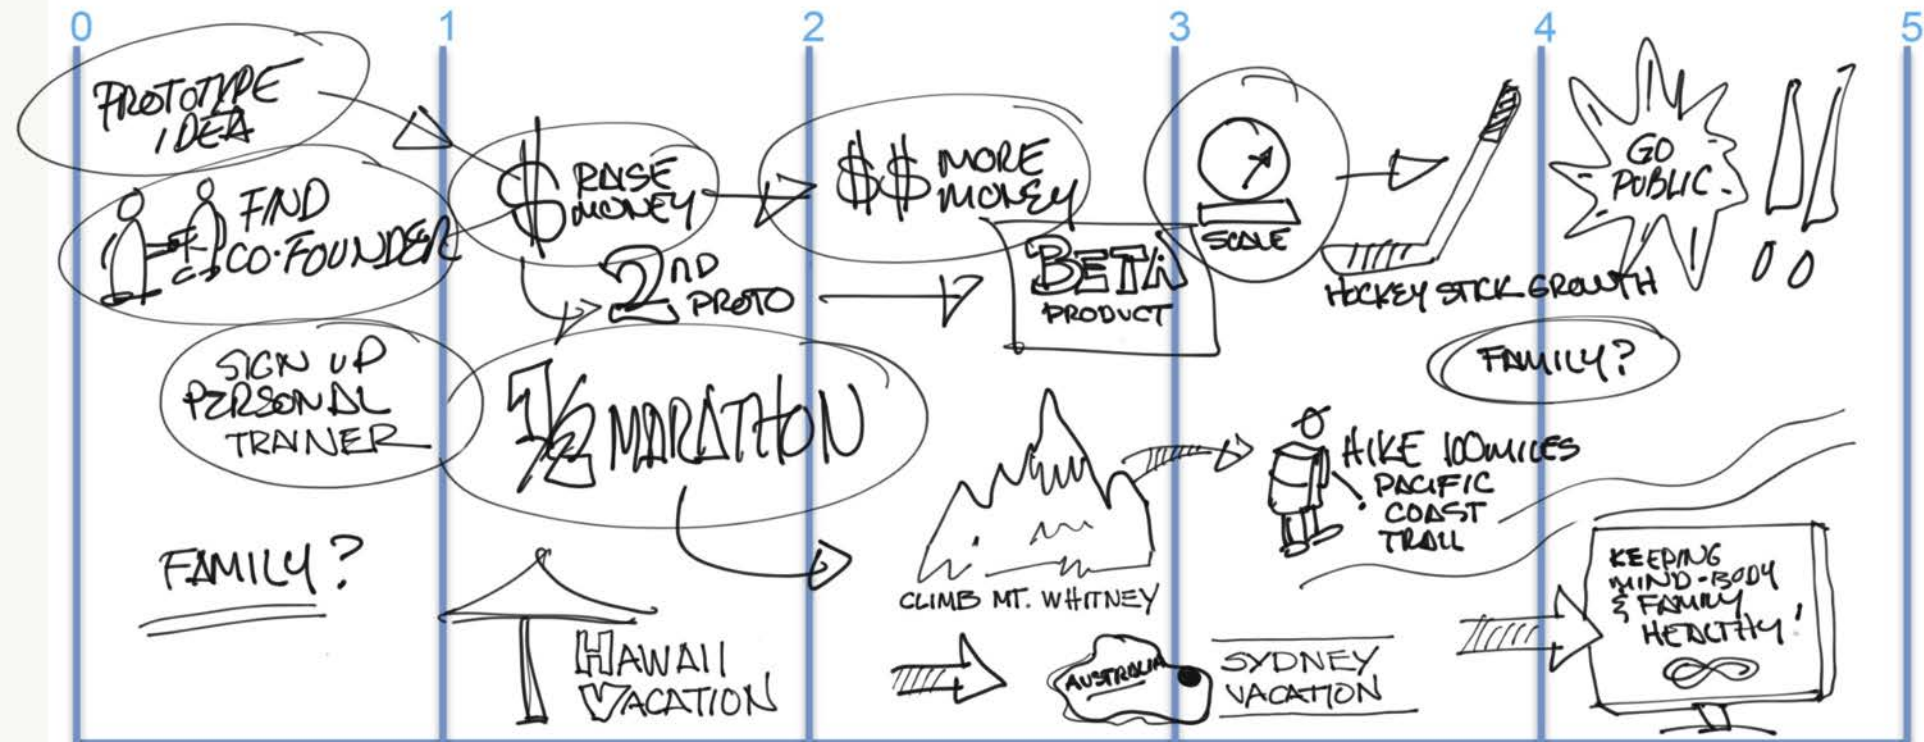 0 1 2 3 4 5
PROTOTYPE
IDEA
FIND
CO-FOUNDER
$ RAISE
MONEY
2ND
PROTO
$$ MORE
MONEY
BETA
PRODUCT
SCALE
HOCKEY STICK GROWTH
GO
PUBLIC
!!
SIGN UP
PERSONAL
TRAINER
1/2 MARATHON
CLIMB MT. WHITNEY
HIKE 100 MILES
PACIFIC
COAST
TRAIL
FAMILY?
FAMILY?
HAWAII
VACATION
AUSTRALIA
SYDNEY
VACATION
KEEPING
MIND-BODY
& FAMILY
HEALTHY!
∞